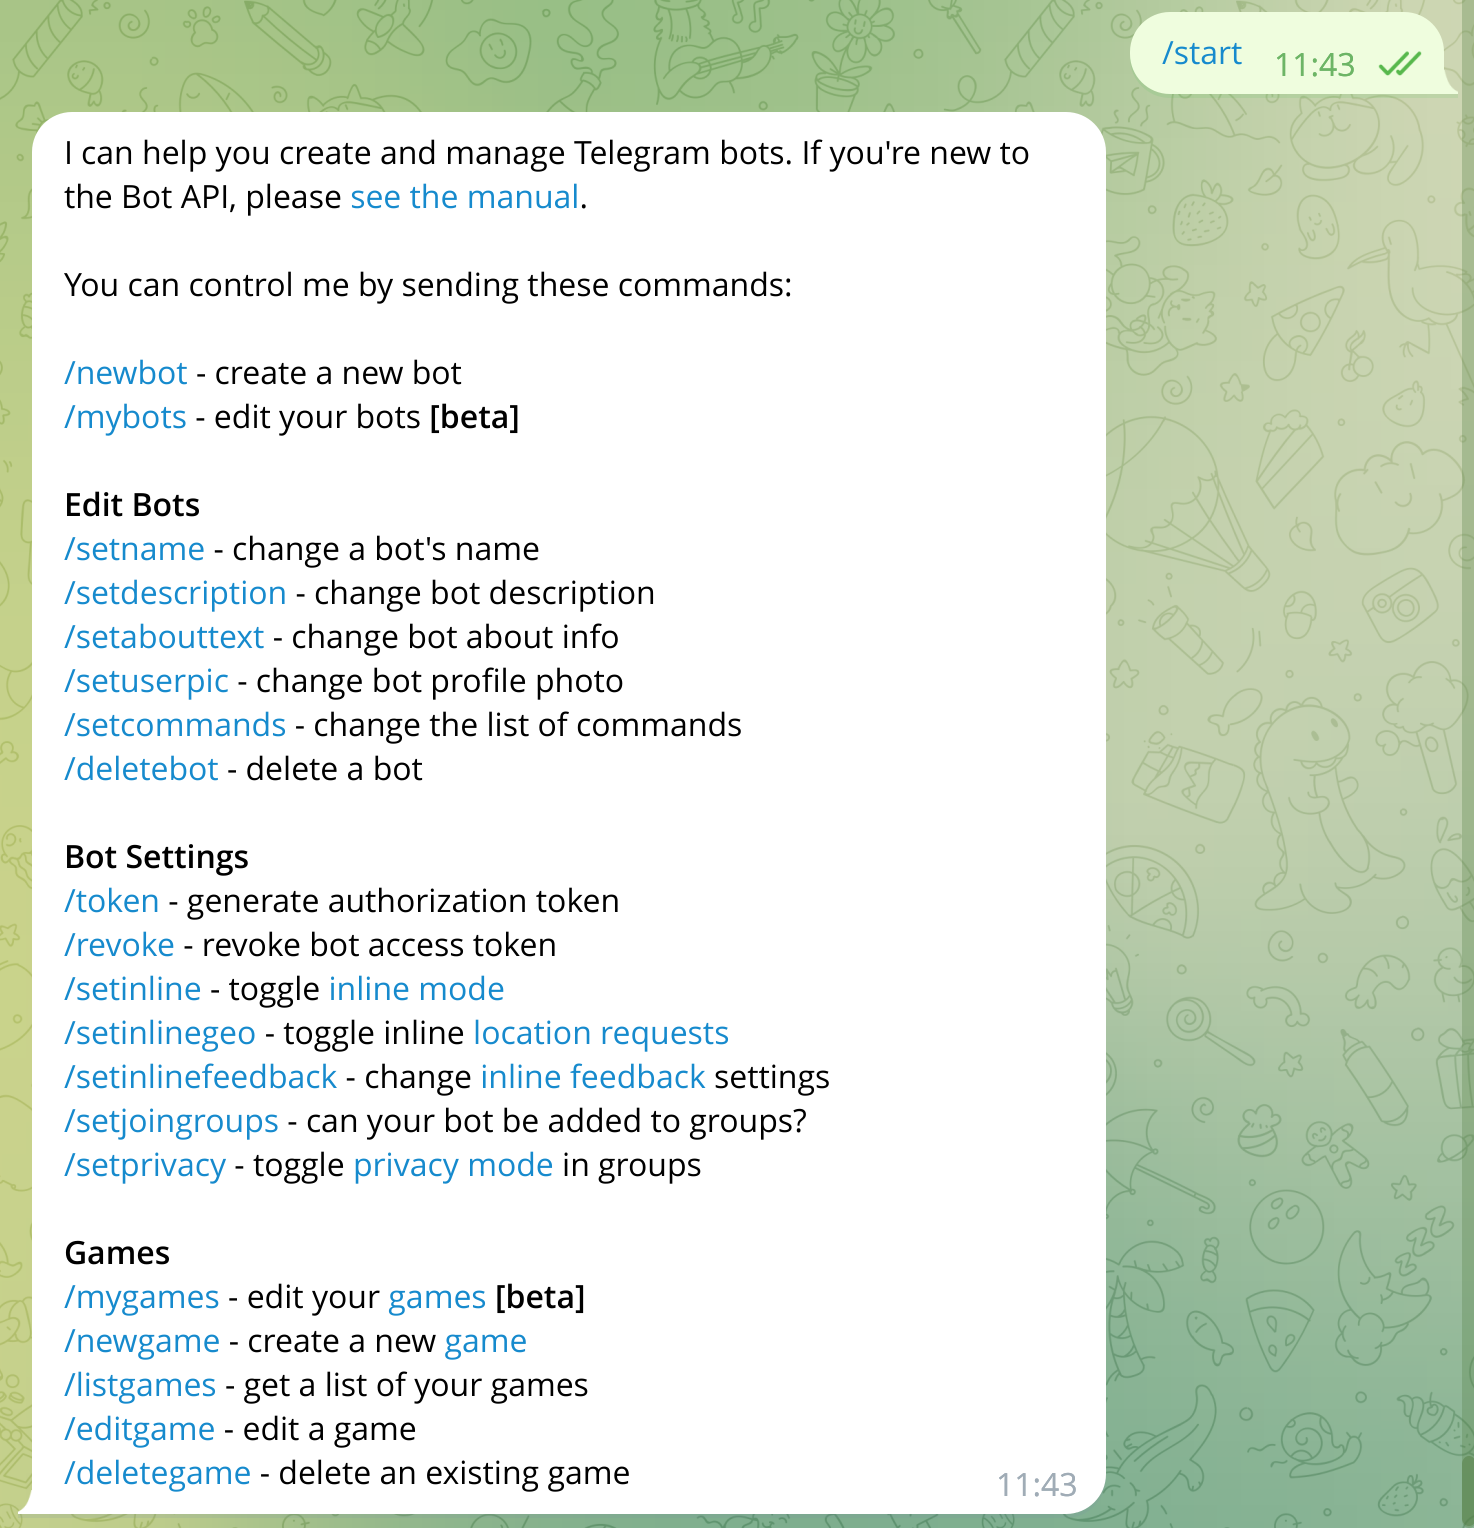 /start 11:43
I can help you create and manage Telegram bots. If you're new to
the Bot API, please see the manual.
You can control me by sending these commands:
/newbot - create a new bot
/mybots - edit your bots [beta]
Edit Bots
/setname - change a bot's name
/setdescription - change bot description
/setabouttext - change bot about info
/setuserpic - change bot profile photo
/setcommands - change the list of commands
/deletebot - delete a bot
Bot Settings
/token - generate authorization token
/revoke - revoke bot access token
/setinline - toggle inline mode
/setinlinegeo - toggle inline location requests
/setinlinefeedback - change inline feedback settings
/setjoingroups - can your bot be added to groups?
/setprivacy - toggle privacy mode in groups
Games
/mygames - edit your games [beta]
/newgame - create a new game
/listgames - get a list of your games
/editgame - edit a game
/deletegame - delete an existing game
11:43